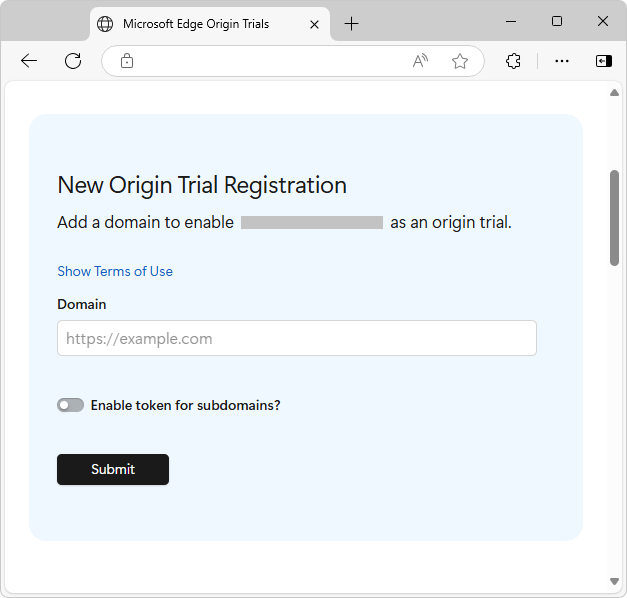 Microsoft Edge Origin Trials
New Origin Trial Registration
Add a domain to enable as an origin trial.
Show Terms of Use
Domain
https://example.com
Enable token for subdomains?
Submit